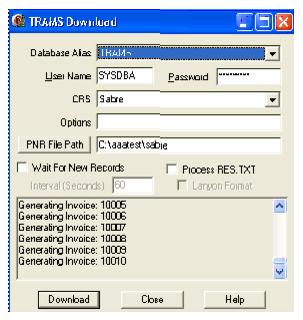 TRAMS Download
Database Alias TRAMS
User Name SYSDBA Password *********
CRS Sabre
Options
PNR File Path C:\aaatest\sabre
Wait For New Records Process RES.TXT
Interval (Seconds) 60 Lanyon Format
Generating Invoice: 10005
Generating Invoice: 10006
Generating Invoice: 10007
Generating Invoice: 10008
Generating Invoice: 10009
Generating Invoice: 10010
Download Close Help